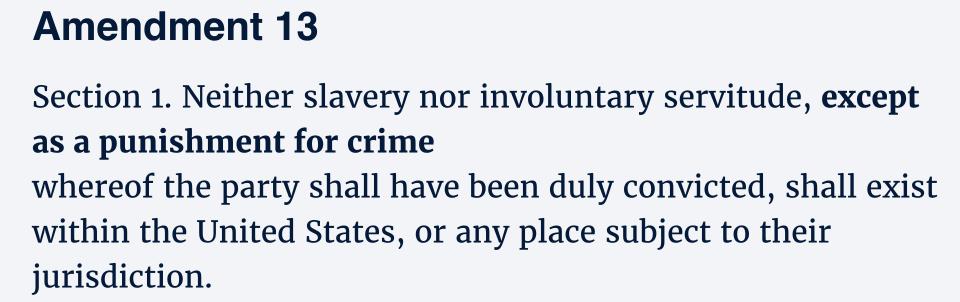 Amendment 13
Section 1. Neither slavery nor involuntary servitude, except
as a punishment for crime
whereof the party shall have been duly convicted, shall exist
within the United States, or any place subject to their
jurisdiction.